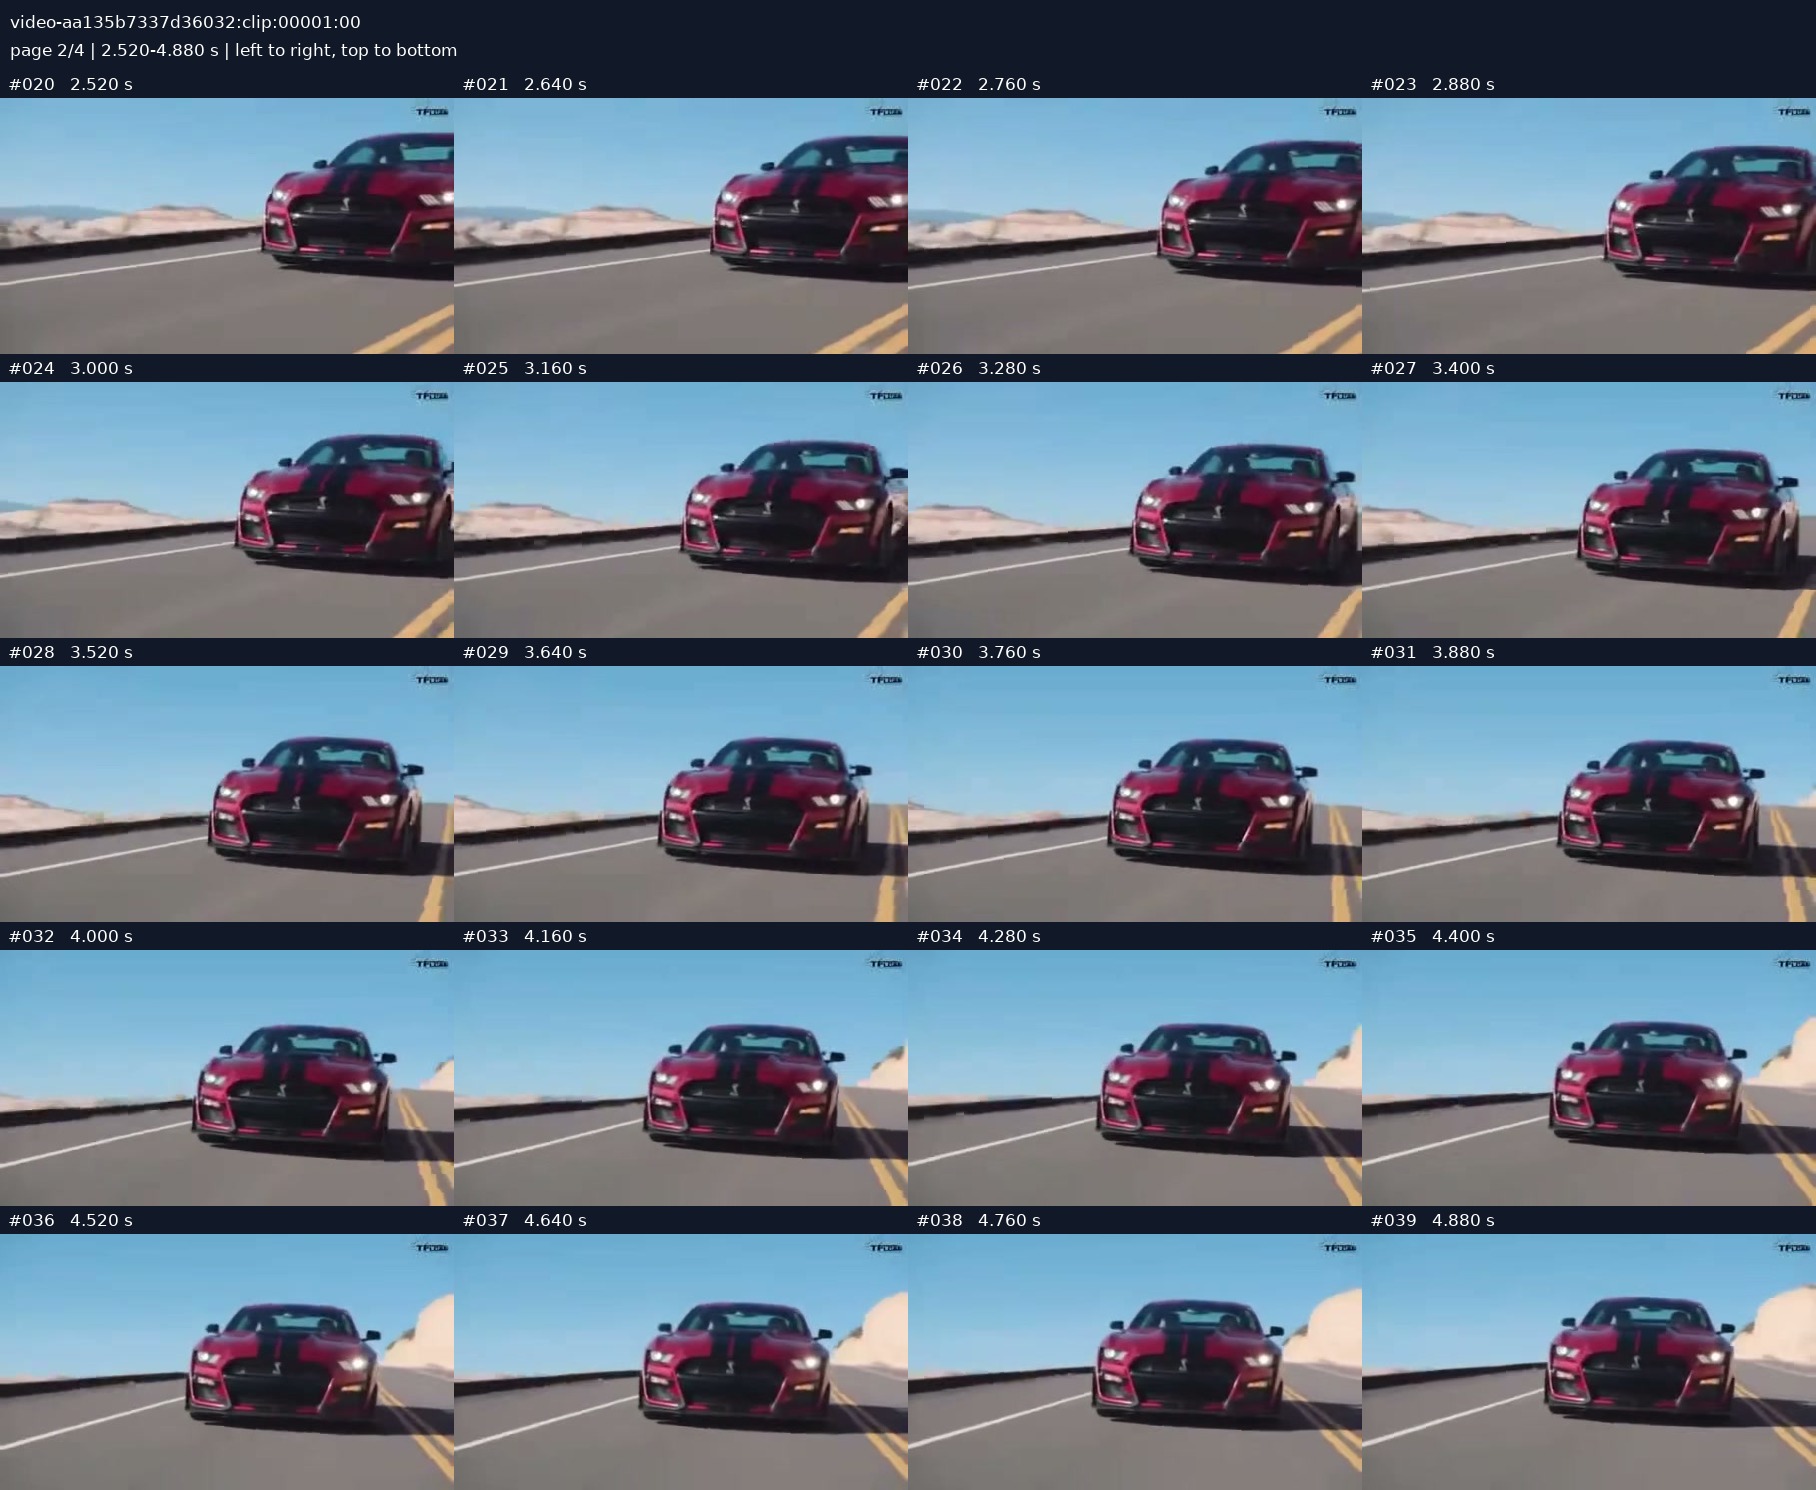 video-aa135b7337d36032:clip:00001:00
page 2/4 | 2.520-4.880 s | left to right, top to bottom
#020 2.520 s
#021 2.640 s
#022 2.760 s
#023 2.880 s
#024 3.000 s
#025 3.160 s
#026 3.280 s
#027 3.400 s
#028 3.520 s
#029 3.640 s
#030 3.760 s
#031 3.880 s
#032 4.000 s
#033 4.160 s
#034 4.280 s
#035 4.400 s
#036 4.520 s
#037 4.640 s
#038 4.760 s
#039 4.880 s